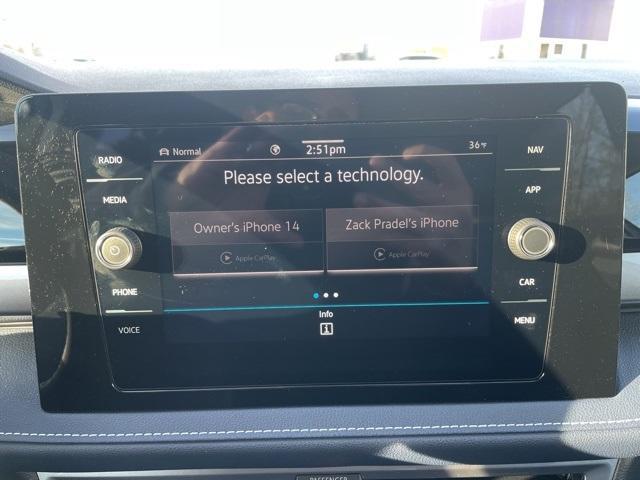 RADIO
MEDIA
PHONE
VOICE
Normal
2:51pm
36°F
Please select a technology.
Owner's iPhone 14
Apple CarPlay
Zack Pradel's iPhone
Apple CarPlay
Info
i
NAV
APP
CAR
MENU
PASSENGER